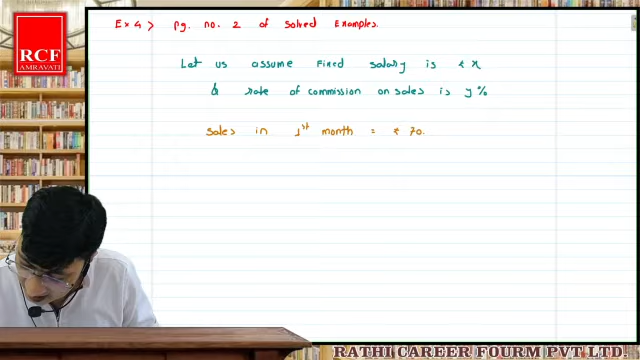 RCF
AMRAVATI
Ex 4 > Pg. no. 2 of Solved Examples.
Let us assume Fixed salary is ₹ x
& rate of commission on sales is y %
Sales in 1st month = ₹ 70.
RATHI CAREER FOURM PVT LTD